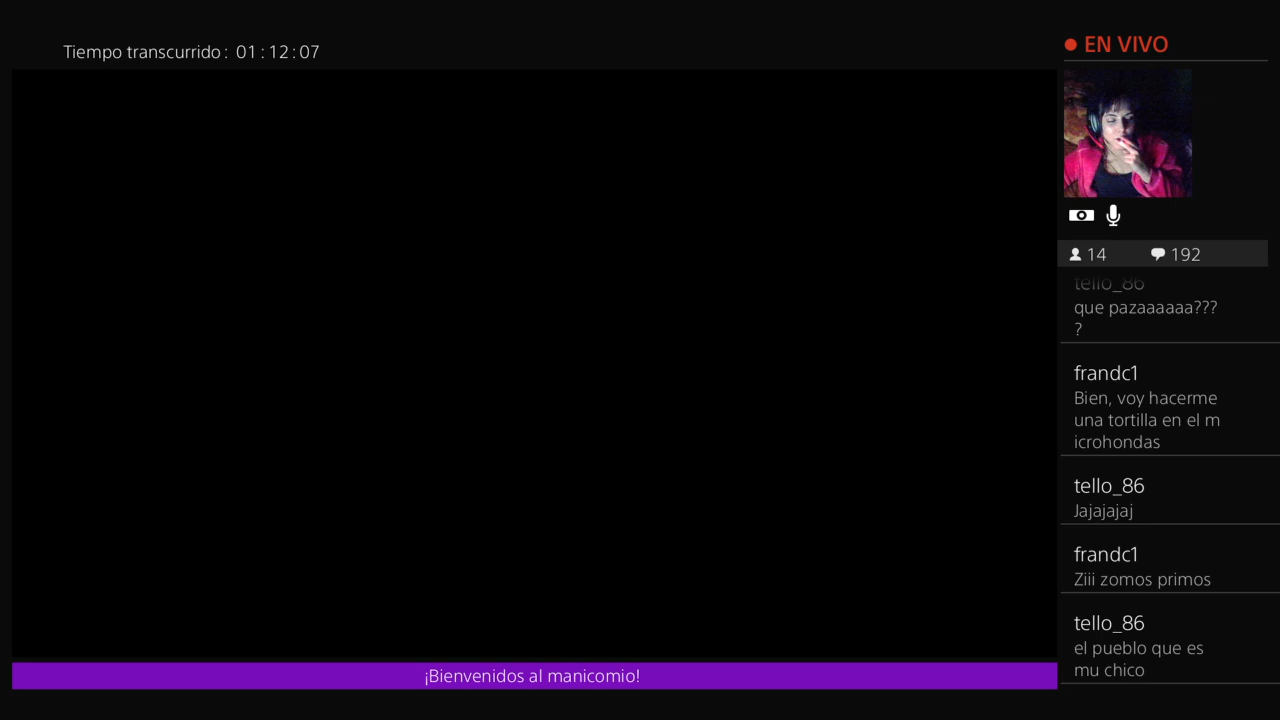 Tiempo transcurrido: 01:12:07
EN VIVO
14
192
tello_86
que pazaaaaaa???
?
frandc1
Bien, voy hacerme
una tortilla en el m
icrohondas
tello_86
Jajajajaj
frandc1
Ziii zomos primos
tello_86
el pueblo que es
mu chico
¡Bienvenidos al manicomio!